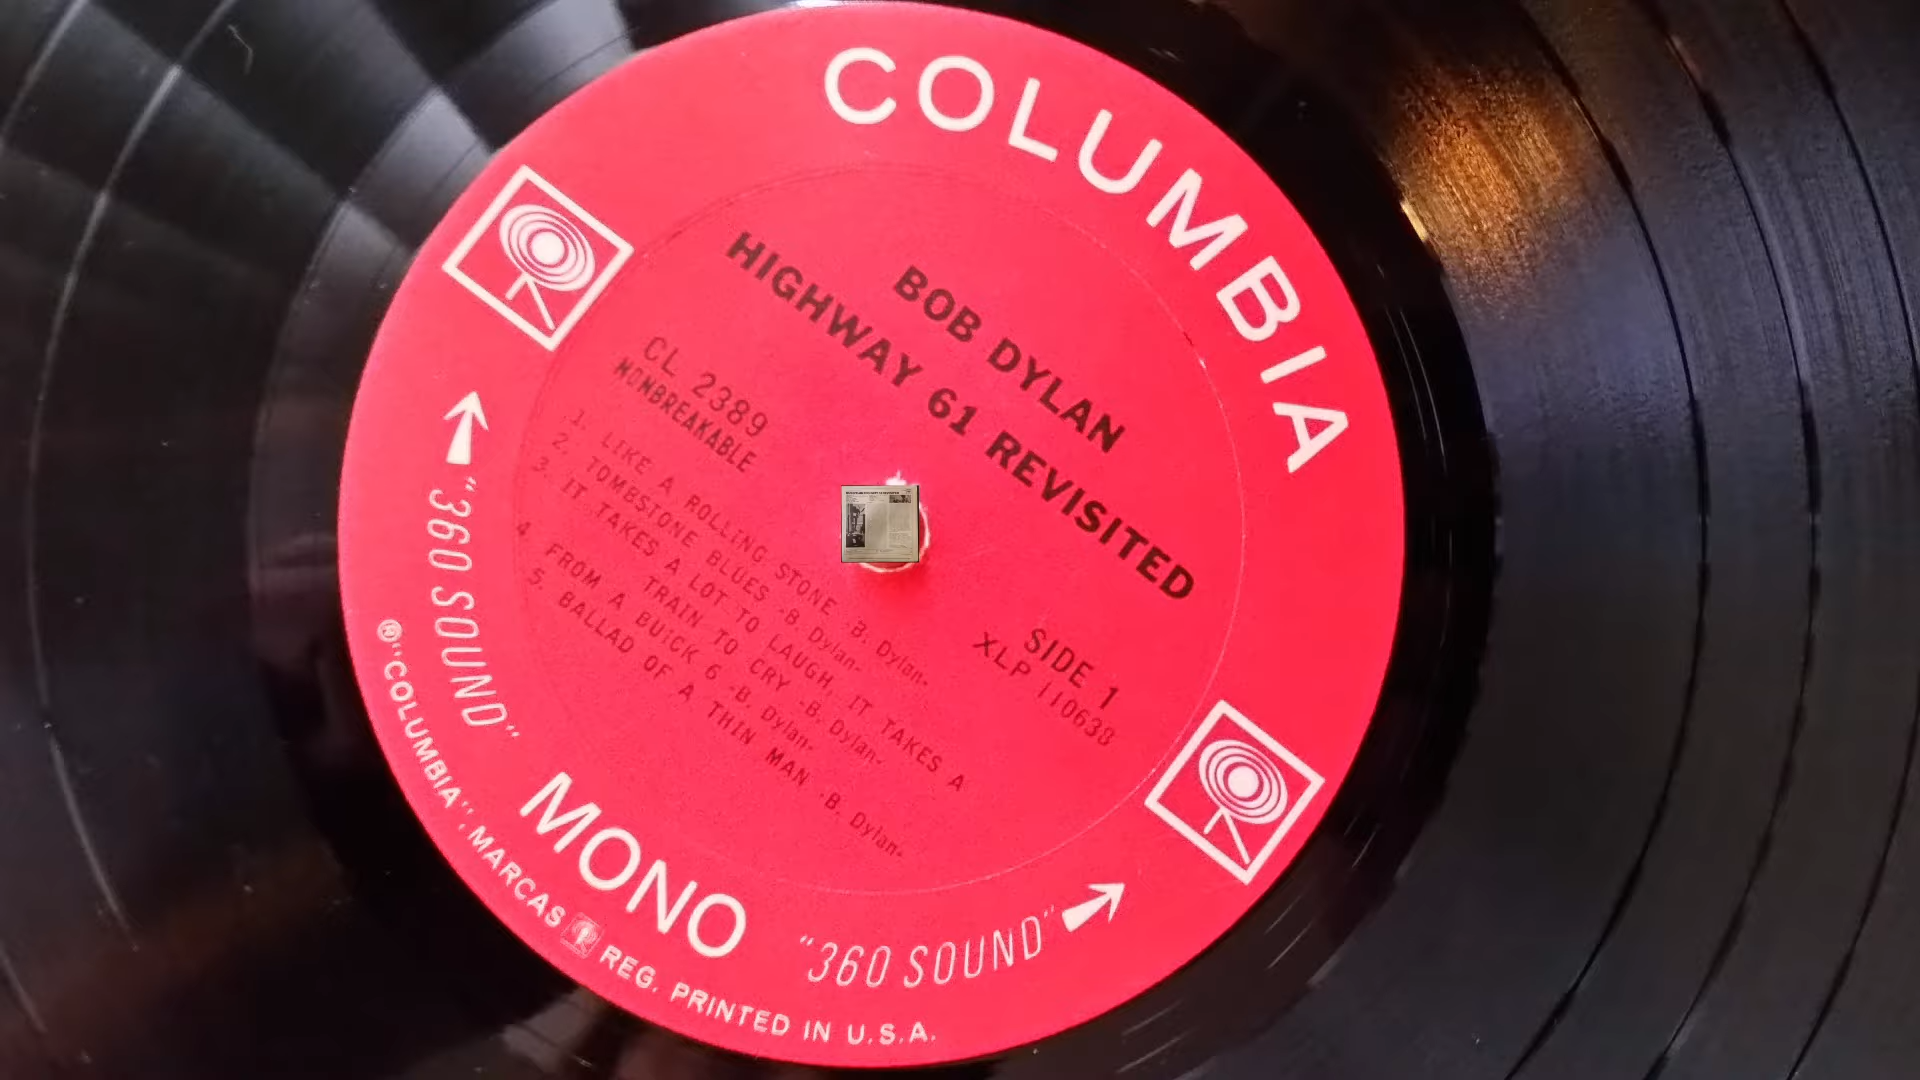 COLUMBIA
BOB DYLAN
HIGHWAY 61 REVISITED
CL 2389
NONBREAKABLE
SIDE 1
XLP 110638
1. LIKE A ROLLING STONE -B. Dylan-
2. TOMBSTONE BLUES -B. Dylan-
3. IT TAKES A LOT TO LAUGH, IT TAKES A
TRAIN TO CRY -B. Dylan-
4. FROM A BUICK 6 -B. Dylan-
5. BALLAD OF A THIN MAN -B. Dylan-
"360 SOUND"
MONO
"360 SOUND"
®"COLUMBIA", MARCAS REG. PRINTED IN U.S.A.